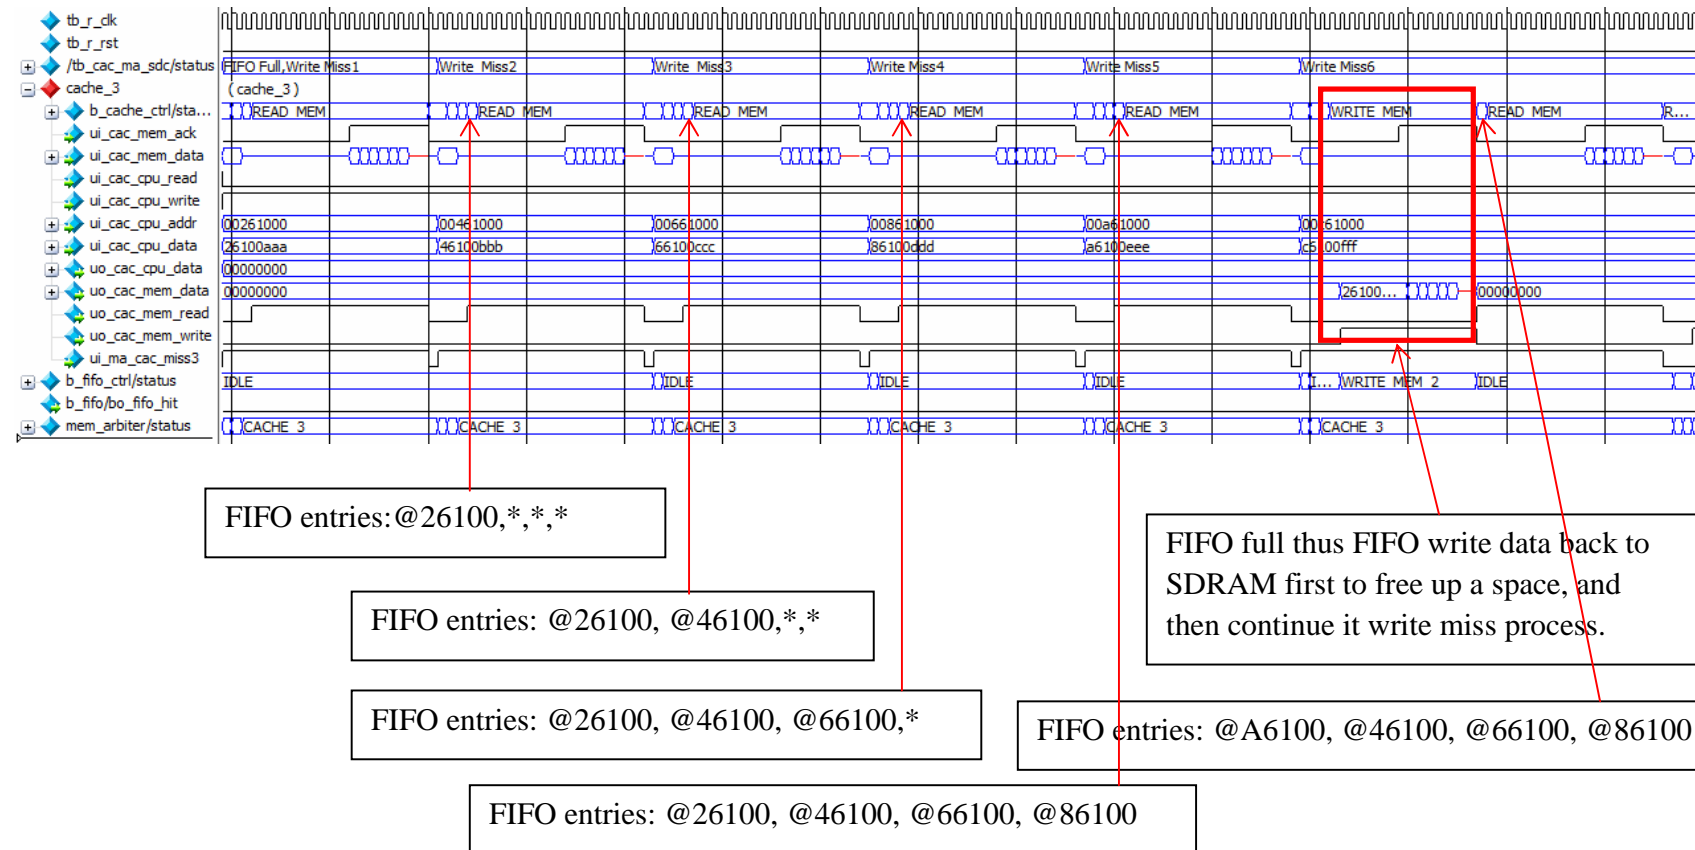 tb_r_clk
tb_r_rst
/tb_cac_ma_sdc/status FIFO Full,Write Miss1 Write Miss2 Write Miss3 Write Miss4 Write Miss5 Write Miss6
cache_3 (cache_3)
b_cache_ctrl/sta... READ MEM READ MEM READ MEM READ MEM READ MEM WRITE MEM READ MEM R...
ui_cac_mem_ack
ui_cac_mem_data
ui_cac_cpu_read
ui_cac_cpu_write
ui_cac_cpu_addr 00261000 00461000 00661000 00861000 00a61000 00c61000
ui_cac_cpu_data 26100aaa 46100bbb 66100ccc 86100ddd a6100eee c6100fff
uo_cac_cpu_data 00000000
uo_cac_mem_data 00000000 26100... 00000000
uo_cac_mem_read
uo_cac_mem_write
ui_ma_cac_miss3
b_fifo_ctrl/status IDLE IDLE IDLE IDLE I... WRITE MEM 2 IDLE
b_fifo/bo_fifo_hit
mem_arbiter/status CACHE 3 CACHE 3 CACHE 3 CACHE 3 CACHE 3 CACHE 3
FIFO entries:@26100,*,*,*
FIFO full thus FIFO write data back to
SDRAM first to free up a space, and
then continue it write miss process.
FIFO entries: @26100, @46100,*,*
FIFO entries: @26100, @46100, @66100,*
FIFO entries: @A6100, @46100, @66100, @86100
FIFO entries: @26100, @46100, @66100, @86100